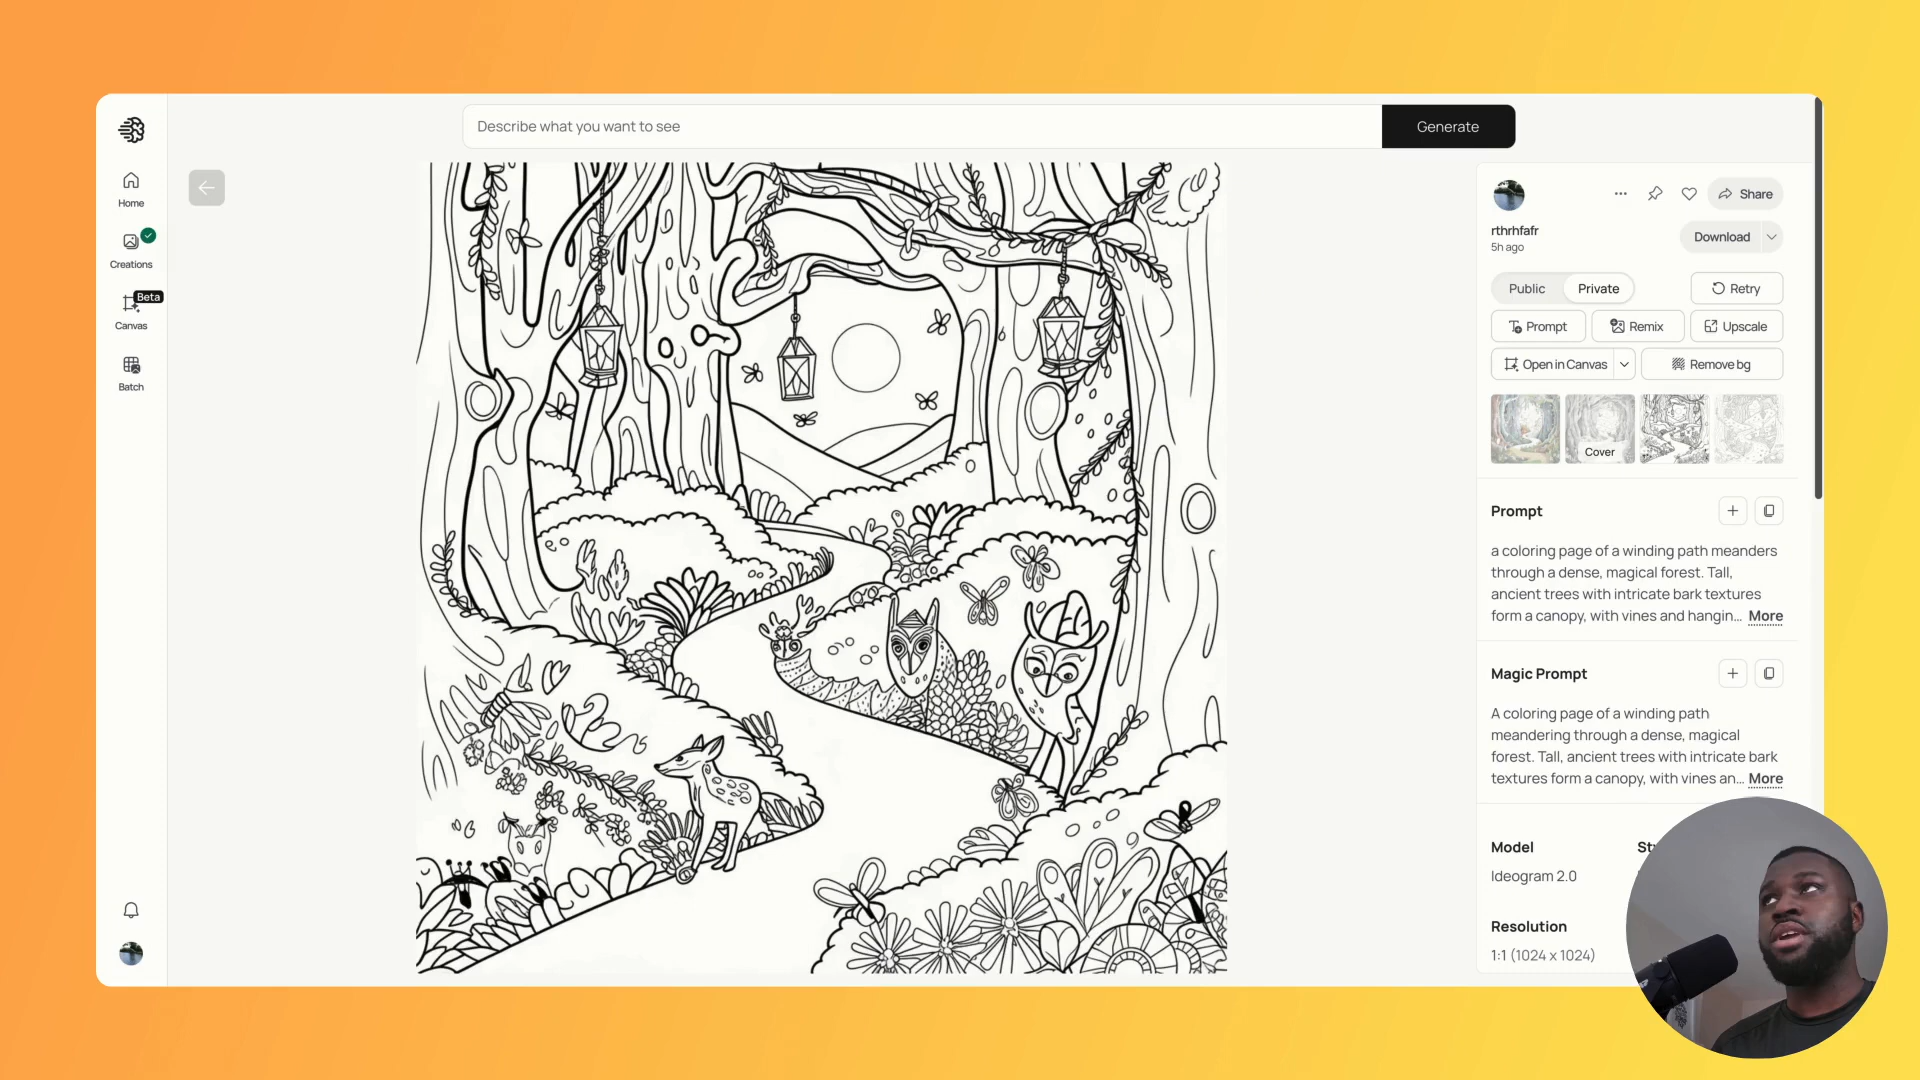 Describe what you want to see
Generate
Home
Creations
Beta
Canvas
Batch
Share
rthrhfafr
5h ago
Download
Public
Private
Retry
Prompt
Remix
Upscale
Open in Canvas
Remove bg
Cover
Prompt
a coloring page of a winding path meanders
through a dense, magical forest. Tall,
ancient trees with intricate bark textures
form a canopy, with vines and hangin... More
Magic Prompt
A coloring page of a winding path
meandering through a dense, magical
forest. Tall, ancient trees with intricate bark
textures form a canopy, with vines an... More
Model
Ideogram 2.0
Resolution
1:1 (1024 x 1024)